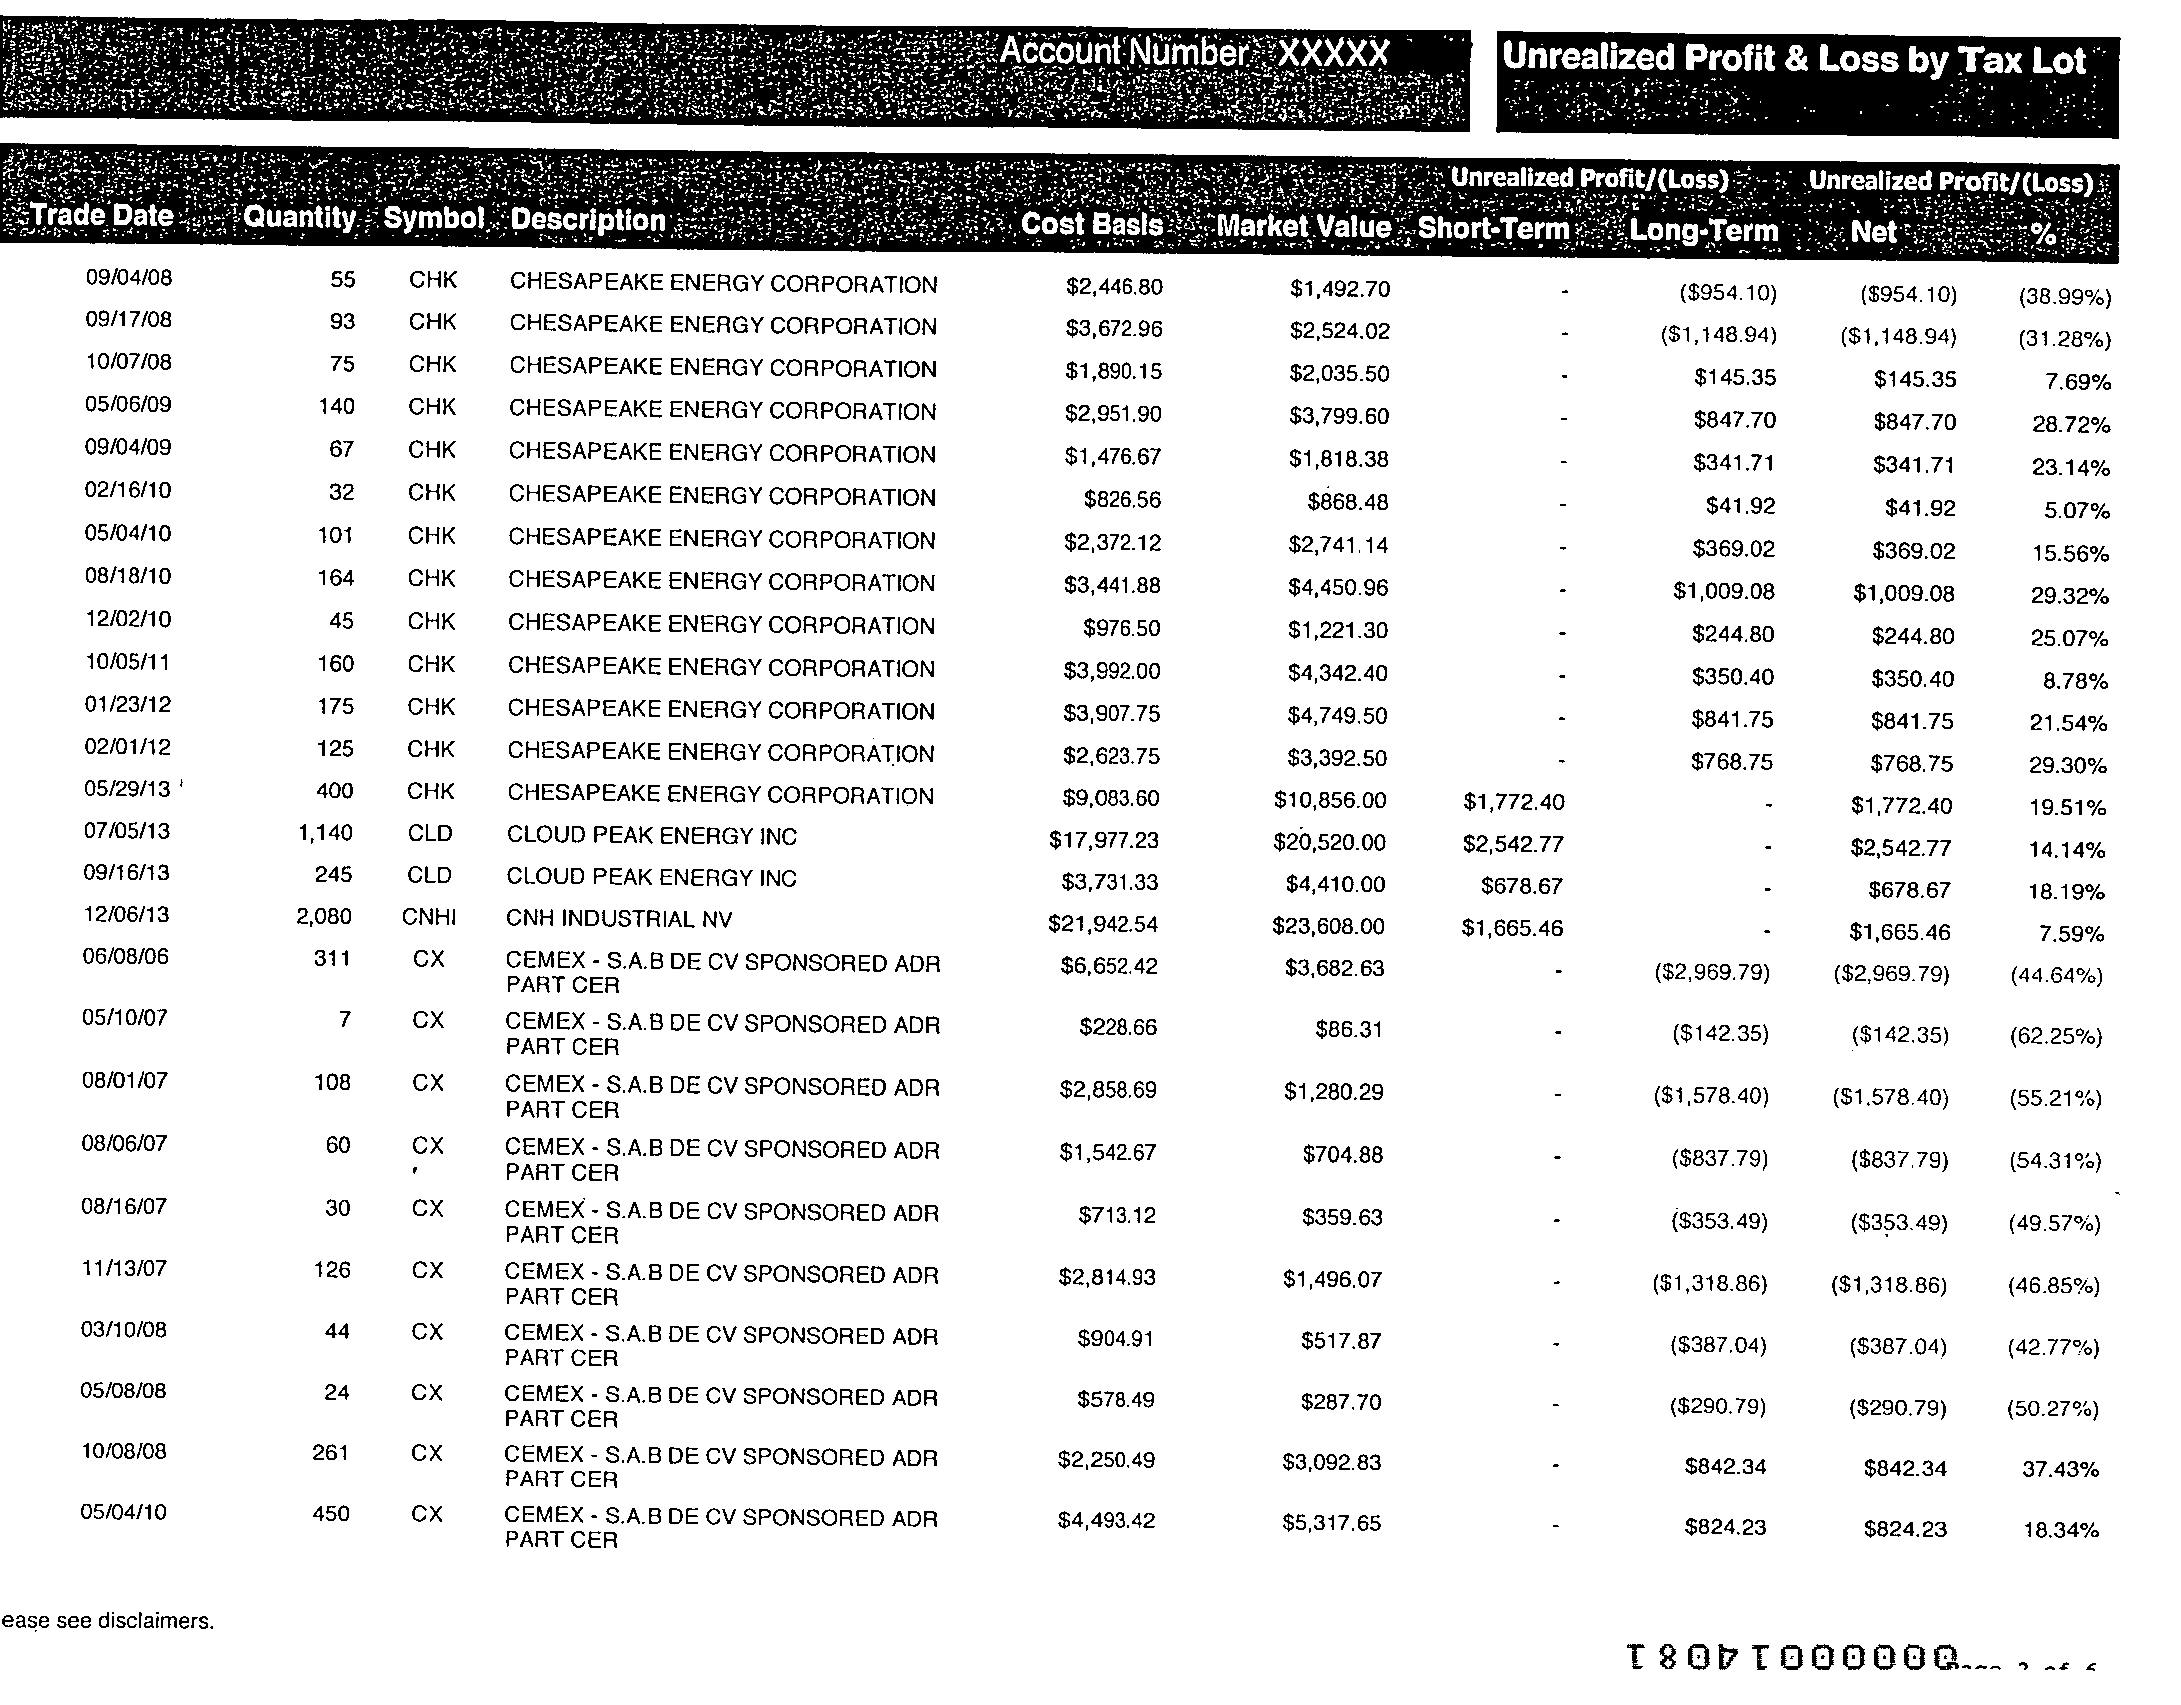 Account Number XXXXX
Unrealized Profit & Loss by Tax Lot
Unrealized Profit/(Loss) Unrealized Profit/(Loss)
Trade Date Quantity Symbol Description Cost Basis Market Value Short-Term Long-Term Net %
09/04/08 55 CHK CHESAPEAKE ENERGY CORPORATION $2,446.80 $1,492.70 - ($954.10) ($954.10) (38.99%)
09/17/08 93 CHK CHESAPEAKE ENERGY CORPORATION $3,672.96 $2,524.02 - ($1,148.94) ($1,148.94) (31.28%)
10/07/08 75 CHK CHESAPEAKE ENERGY CORPORATION $1,890.15 $2,035.50 - $145.35 $145.35 7.69%
05/06/09 140 CHK CHESAPEAKE ENERGY CORPORATION $2,951.90 $3,799.60 - $847.70 $847.70 28.72%
09/04/09 67 CHK CHESAPEAKE ENERGY CORPORATION $1,476.67 $1,818.38 - $341.71 $341.71 23.14%
02/16/10 32 CHK CHESAPEAKE ENERGY CORPORATION $826.56 $868.48 - $41.92 $41.92 5.07%
05/04/10 101 CHK CHESAPEAKE ENERGY CORPORATION $2,372.12 $2,741.14 - $369.02 $369.02 15.56%
08/18/10 164 CHK CHESAPEAKE ENERGY CORPORATION $3,441.88 $4,450.96 - $1,009.08 $1,009.08 29.32%
12/02/10 45 CHK CHESAPEAKE ENERGY CORPORATION $976.50 $1,221.30 - $244.80 $244.80 25.07%
10/05/11 160 CHK CHESAPEAKE ENERGY CORPORATION $3,992.00 $4,342.40 - $350.40 $350.40 8.78%
01/23/12 175 CHK CHESAPEAKE ENERGY CORPORATION $3,907.75 $4,749.50 - $841.75 $841.75 21.54%
02/01/12 125 CHK CHESAPEAKE ENERGY CORPORATION $2,623.75 $3,392.50 - $768.75 $768.75 29.30%
05/29/13 400 CHK CHESAPEAKE ENERGY CORPORATION $9,083.60 $10,856.00 $1,772.40 - $1,772.40 19.51%
07/05/13 1,140 CLD CLOUD PEAK ENERGY INC $17,977.23 $20,520.00 $2,542.77 - $2,542.77 14.14%
09/16/13 245 CLD CLOUD PEAK ENERGY INC $3,731.33 $4,410.00 $678.67 - $678.67 18.19%
12/06/13 2,080 CNHI CNH INDUSTRIAL NV $21,942.54 $23,608.00 $1,665.46 - $1,665.46 7.59%
06/08/06 311 CX CEMEX - S.A.B DE CV SPONSORED ADR $6,652.42 $3,682.63 - ($2,969.79) ($2,969.79) (44.64%)
PART CER
05/10/07 7 CX CEMEX - S.A.B DE CV SPONSORED ADR $228.66 $86.31 - ($142.35) ($142.35) (62.25%)
PART CER
08/01/07 108 CX CEMEX - S.A.B DE CV SPONSORED ADR $2,858.69 $1,280.29 - ($1,578.40) ($1,578.40) (55.21%)
PART CER
08/06/07 60 CX CEMEX - S.A.B DE CV SPONSORED ADR $1,542.67 $704.88 - ($837.79) ($837.79) (54.31%)
PART CER
08/16/07 30 CX CEMEX - S.A.B DE CV SPONSORED ADR $713.12 $359.63 - ($353.49) ($353.49) (49.57%)
PART CER
11/13/07 126 CX CEMEX - S.A.B DE CV SPONSORED ADR $2,814.93 $1,496.07 - ($1,318.86) ($1,318.86) (46.85%)
PART CER
03/10/08 44 CX CEMEX - S.A.B DE CV SPONSORED ADR $904.91 $517.87 - ($387.04) ($387.04) (42.77%)
PART CER
05/08/08 24 CX CEMEX - S.A.B DE CV SPONSORED ADR $578.49 $287.70 - ($290.79) ($290.79) (50.27%)
PART CER
10/08/08 261 CX CEMEX - S.A.B DE CV SPONSORED ADR $2,250.49 $3,092.83 - $842.34 $842.34 37.43%
PART CER
05/04/10 450 CX CEMEX - S.A.B DE CV SPONSORED ADR $4,493.42 $5,317.65 - $824.23 $824.23 18.34%
PART CER
ease see disclaimers.